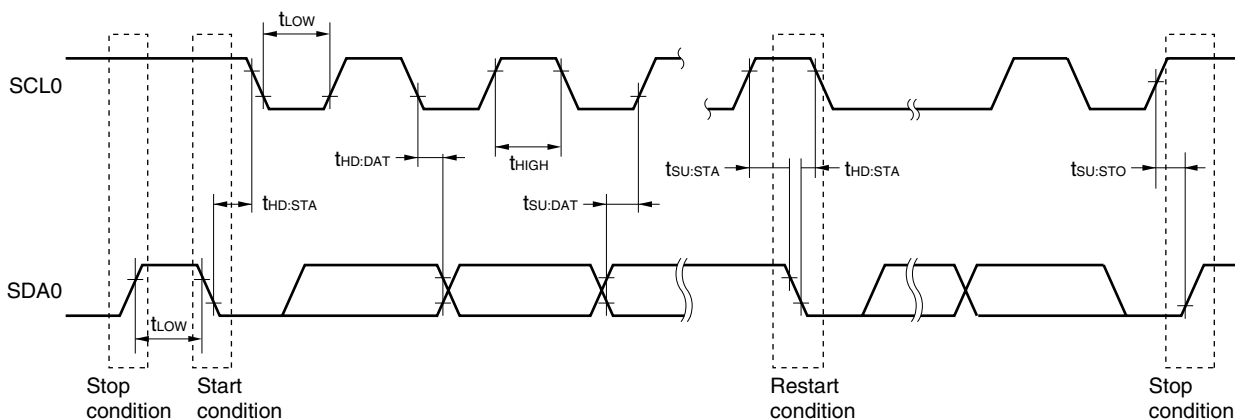 tLOW
SCL0
tHD:DAT
tHIGH
tSU:STA
tHD:STA
tSU:STO
tHD:STA
tSU:DAT
SDA0
tLOW
Stop
condition
Start
condition
Restart
condition
Stop
condition